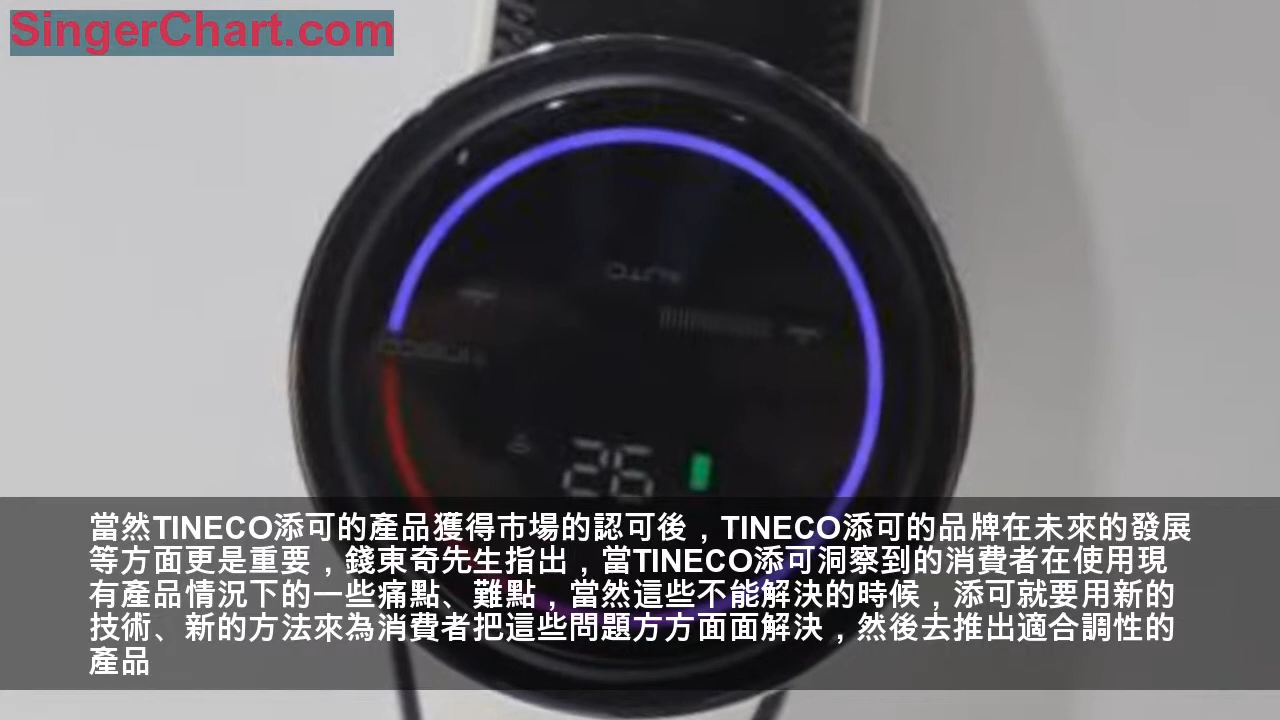 SingerChart.com
AUTO
TINECO
26
當然TINECO添可的產品獲得市場的認可後，TINECO添可的品牌在未來的發展
等方面更是重要，錢東奇先生指出，當TINECO添可洞察到的消費者在使用現
有產品情況下的一些痛點、難點，當然這些不能解決的時候，添可就要用新的
技術、新的方法來為消費者把這些問題方方面面解決，然後去推出適合調性的
產品